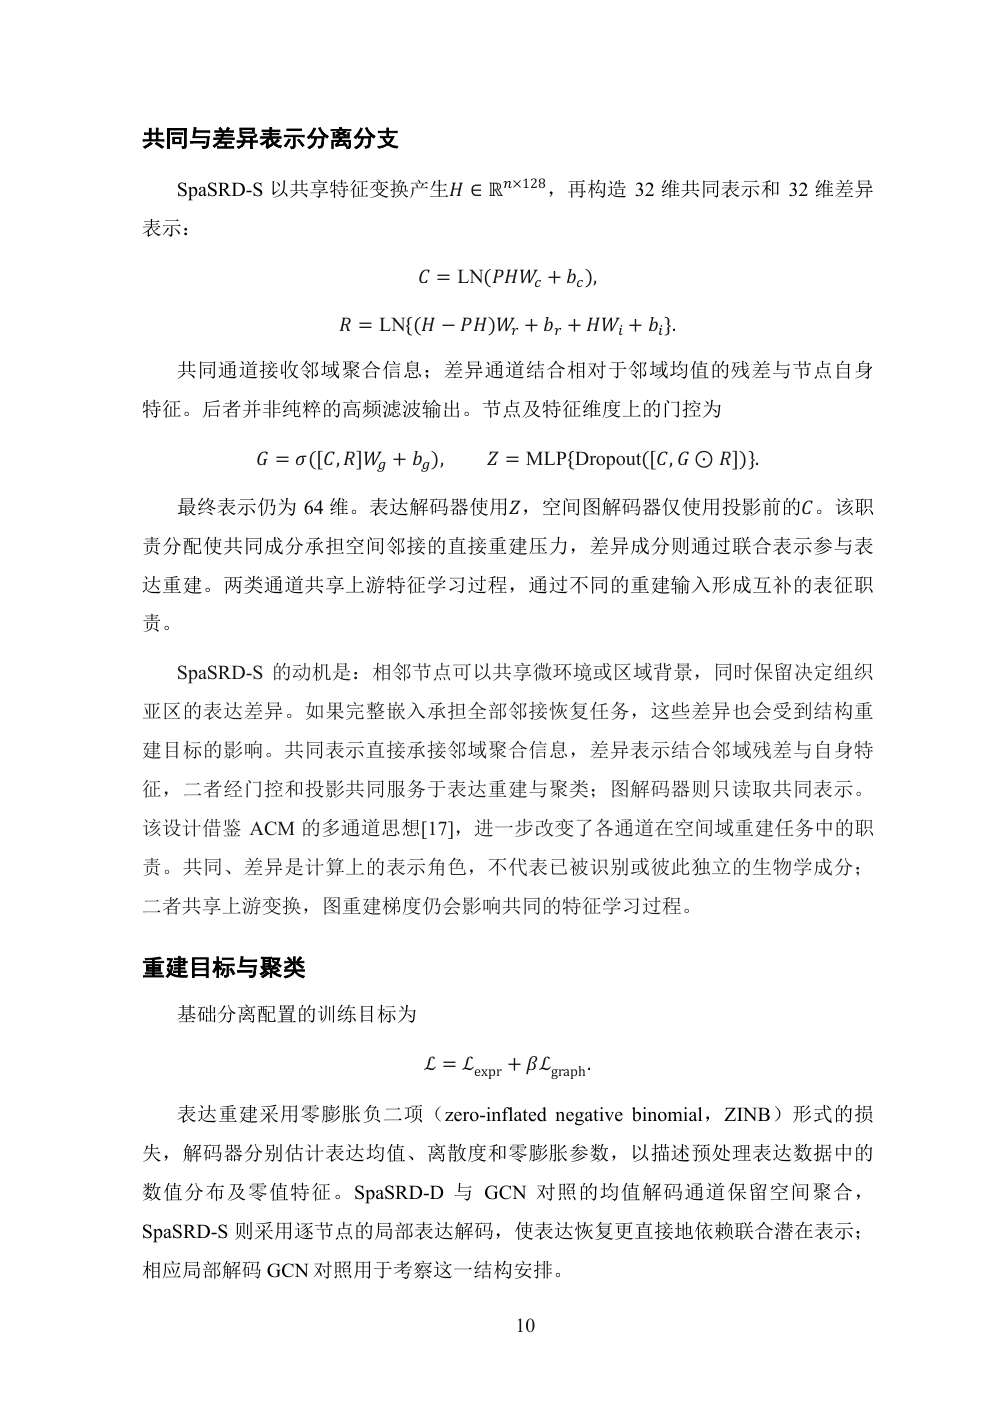 共同与差异表示分离分支
SpaSRD-S 以共享特征变换产生H ∈ ℝⁿˣ¹²⁸，再构造 32 维共同表示和 32 维差异
表示：
C = LN(PHW_c + b_c),
R = LN{(H − PH)W_r + b_r + HW_i + b_i}.
共同通道接收邻域聚合信息；差异通道结合相对于邻域均值的残差与节点自身
特征。后者并非纯粹的高频滤波输出。节点及特征维度上的门控为
G = σ([C, R]W_g + b_g), Z = MLP{Dropout([C, G ⊙ R])}.
最终表示仍为 64 维。表达解码器使用Z，空间图解码器仅使用投影前的C。该职
责分配使共同成分承担空间邻接的直接重建压力，差异成分则通过联合表示参与表
达重建。两类通道共享上游特征学习过程，通过不同的重建输入形成互补的表征职
责。
SpaSRD-S 的动机是：相邻节点可以共享微环境或区域背景，同时保留决定组织
亚区的表达差异。如果完整嵌入承担全部邻接恢复任务，这些差异也会受到结构重
建目标的影响。共同表示直接承接邻域聚合信息，差异表示结合邻域残差与自身特
征，二者经门控和投影共同服务于表达重建与聚类；图解码器则只读取共同表示。
该设计借鉴 ACM 的多通道思想[17]，进一步改变了各通道在空间域重建任务中的职
责。共同、差异是计算上的表示角色，不代表已被识别或彼此独立的生物学成分；
二者共享上游变换，图重建梯度仍会影响共同的特征学习过程。
重建目标与聚类
基础分离配置的训练目标为
ℒ = ℒ_expr + βℒ_graph.
表达重建采用零膨胀负二项（zero-inflated negative binomial，ZINB）形式的损
失，解码器分别估计表达均值、离散度和零膨胀参数，以描述预处理表达数据中的
数值分布及零值特征。SpaSRD-D 与 GCN 对照的均值解码通道保留空间聚合，
SpaSRD-S 则采用逐节点的局部表达解码，使表达恢复更直接地依赖联合潜在表示；
相应局部解码 GCN 对照用于考察这一结构安排。
10